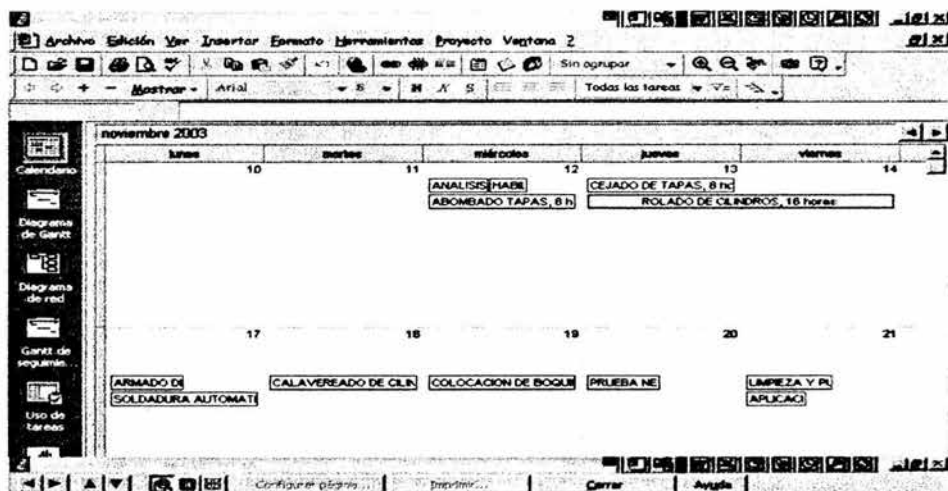 Archivo Edición Ver Insertar Formato Herramientas Proyecto Ventana ?
Sin agrupar
Mostrar Arial 8 N K S Todas las tareas
noviembre 2003
lunes martes miércoles jueves viernes
10 11 12 13 14
ANALISIS HABIL CEJADO DE TAPAS, 8 ho
ABOMBADO TAPAS, 8 h ROLADO DE CILINDROS, 16 horas
17 18 19 20 21
ARMADO DE CALAVEREADO DE CILIN COLOCACION DE BOQUI PRUEBA NE LIMPIEZA Y PU
SOLDADURA AUTOMATI APLICACI
Calendario
Diagrama
de Gantt
Diagrama
de red
Gantt de
seguimie...
Uso de
tareas
Configurar página... Imprimir... Cerrar Ayuda